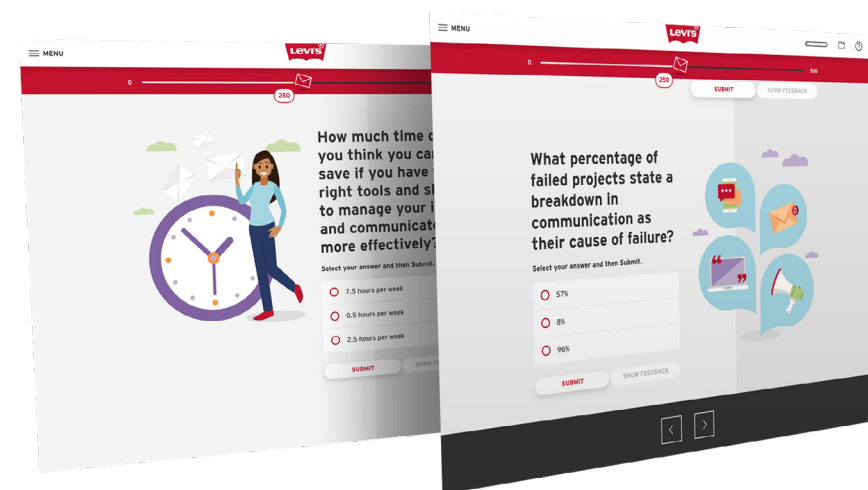 MENU
LEVI'S
0
250
How much time
you think you
save if you have
right tools and
to manage your
and communicate
more effectively?
Select your answer and then Submit.
7.5 hours per week
0.5 hours per week
2.5 hours per week
SUBMIT
SHOW
MENU
LEVI'S
0
500
250
SUBMIT
SHOW FEEDBACK
What percentage of
failed projects state a
breakdown in
communication as
their cause of failure?
Select your answer and then Submit.
57%
8%
96%
SUBMIT
SHOW FEEDBACK